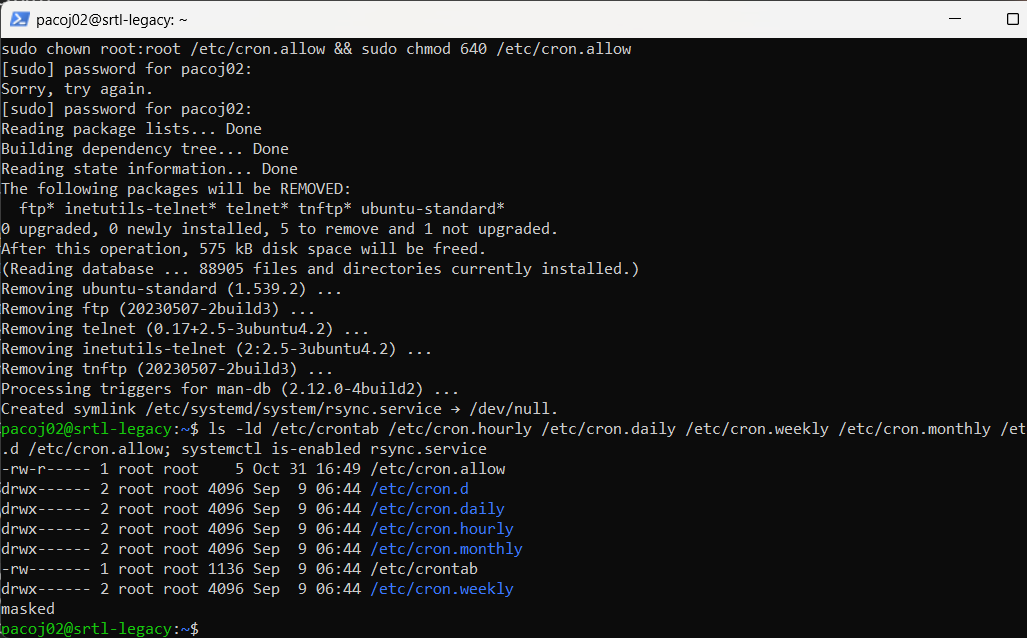 pacoj02@srtl-legacy: ~
sudo chown root:root /etc/cron.allow && sudo chmod 640 /etc/cron.allow
[sudo] password for pacoj02:
Sorry, try again.
[sudo] password for pacoj02:
Reading package lists... Done
Building dependency tree... Done
Reading state information... Done
The following packages will be REMOVED:
  ftp* inetutils-telnet* telnet* tnftp* ubuntu-standard*
0 upgraded, 0 newly installed, 5 to remove and 1 not upgraded.
After this operation, 575 kB disk space will be freed.
(Reading database ... 88905 files and directories currently installed.)
Removing ubuntu-standard (1.539.2) ...
Removing ftp (20230507-2build3) ...
Removing telnet (0.17+2.5-3ubuntu4.2) ...
Removing inetutils-telnet (2:2.5-3ubuntu4.2) ...
Removing tnftp (20230507-2build3) ...
Processing triggers for man-db (2.12.0-4build2) ...
Created symlink /etc/systemd/system/rsync.service → /dev/null.
pacoj02@srtl-legacy:~$ ls -ld /etc/crontab /etc/cron.hourly /etc/cron.daily /etc/cron.weekly /etc/cron.monthly /et
.d /etc/cron.allow; systemctl is-enabled rsync.service
-rw-r----- 1 root root    5 Oct 31 16:49 /etc/cron.allow
drwx------ 2 root root 4096 Sep  9 06:44 /etc/cron.d
drwx------ 2 root root 4096 Sep  9 06:44 /etc/cron.daily
drwx------ 2 root root 4096 Sep  9 06:44 /etc/cron.hourly
drwx------ 2 root root 4096 Sep  9 06:44 /etc/cron.monthly
-rw------- 1 root root 1136 Sep  9 06:44 /etc/crontab
drwx------ 2 root root 4096 Sep  9 06:44 /etc/cron.weekly
masked
pacoj02@srtl-legacy:~$